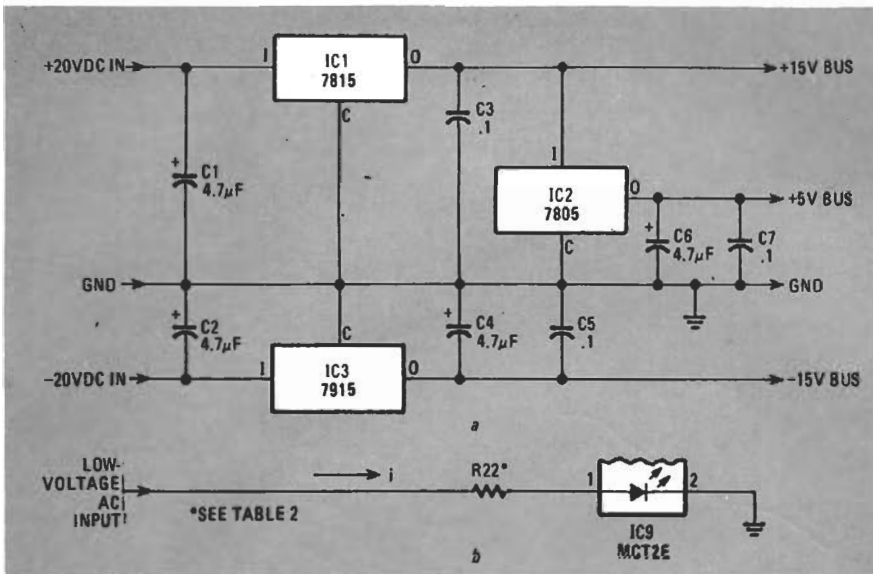 +20VDC IN
I
IC1
7815
O
+15V BUS
C
C3
.1
C1
4.7µF
+
I
IC2
7805
O
+5V BUS
C
+
C6
4.7µF
C7
.1
GND
GND
+
C2
4.7µF
C
+
C4
4.7µF
C5
.1
-20VDC IN
I
IC3
7915
O
-15V BUS
a
LOW-
VOLTAGE
AC
INPUT
i
R22*
1
2
*SEE TABLE 2
IC9
MCT2E
b